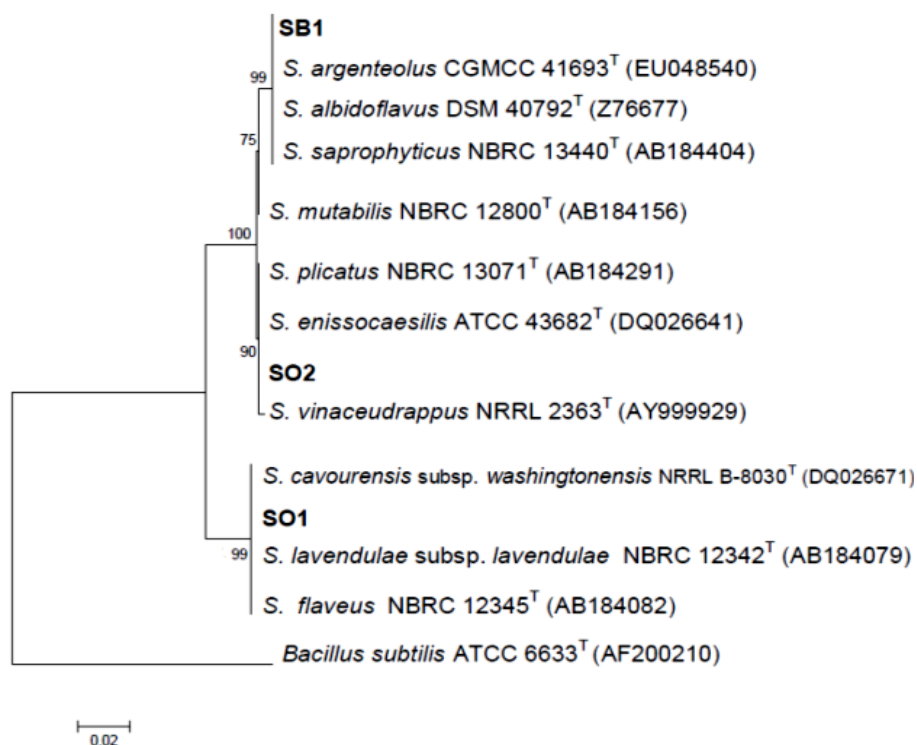 SB1
99
S. argenteolus CGMCC 41693ᵀ (EU048540)
S. albidoflavus DSM 40792ᵀ (Z76677)
75
S. saprophyticus NBRC 13440ᵀ (AB184404)
S. mutabilis NBRC 12800ᵀ (AB184156)
100
S. plicatus NBRC 13071ᵀ (AB184291)
S. enissocaesilis ATCC 43682ᵀ (DQ026641)
90
SO2
S. vinaceudrappus NRRL 2363ᵀ (AY999929)
S. cavourensis subsp. washingtonensis NRRL B-8030ᵀ (DQ026671)
SO1
99
S. lavendulae subsp. lavendulae NBRC 12342ᵀ (AB184079)
S. flaveus NBRC 12345ᵀ (AB184082)
Bacillus subtilis ATCC 6633ᵀ (AF200210)
0.02